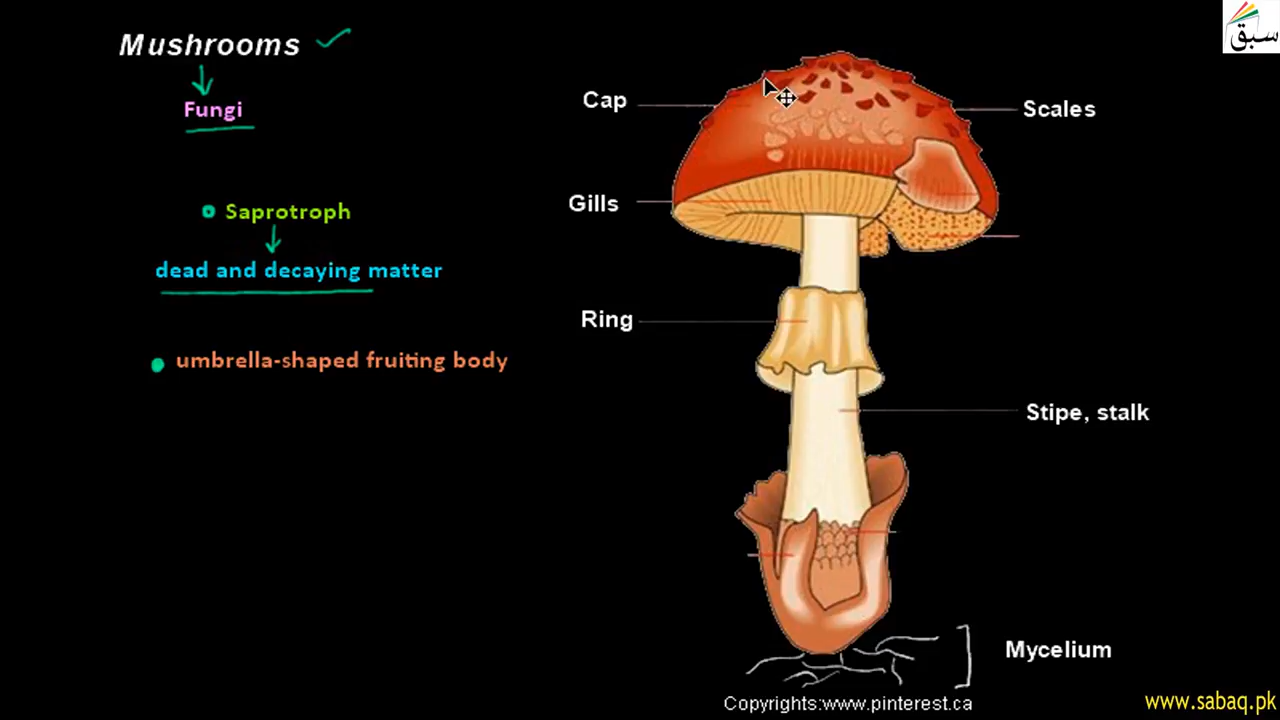 سبق
Mushrooms
Fungi
Saprotroph
dead and decaying matter
umbrella-shaped fruiting body
Cap
Scales
Gills
Ring
Stipe, stalk
Mycelium
Copyrights:www.pinterest.ca
www.sabaq.pk